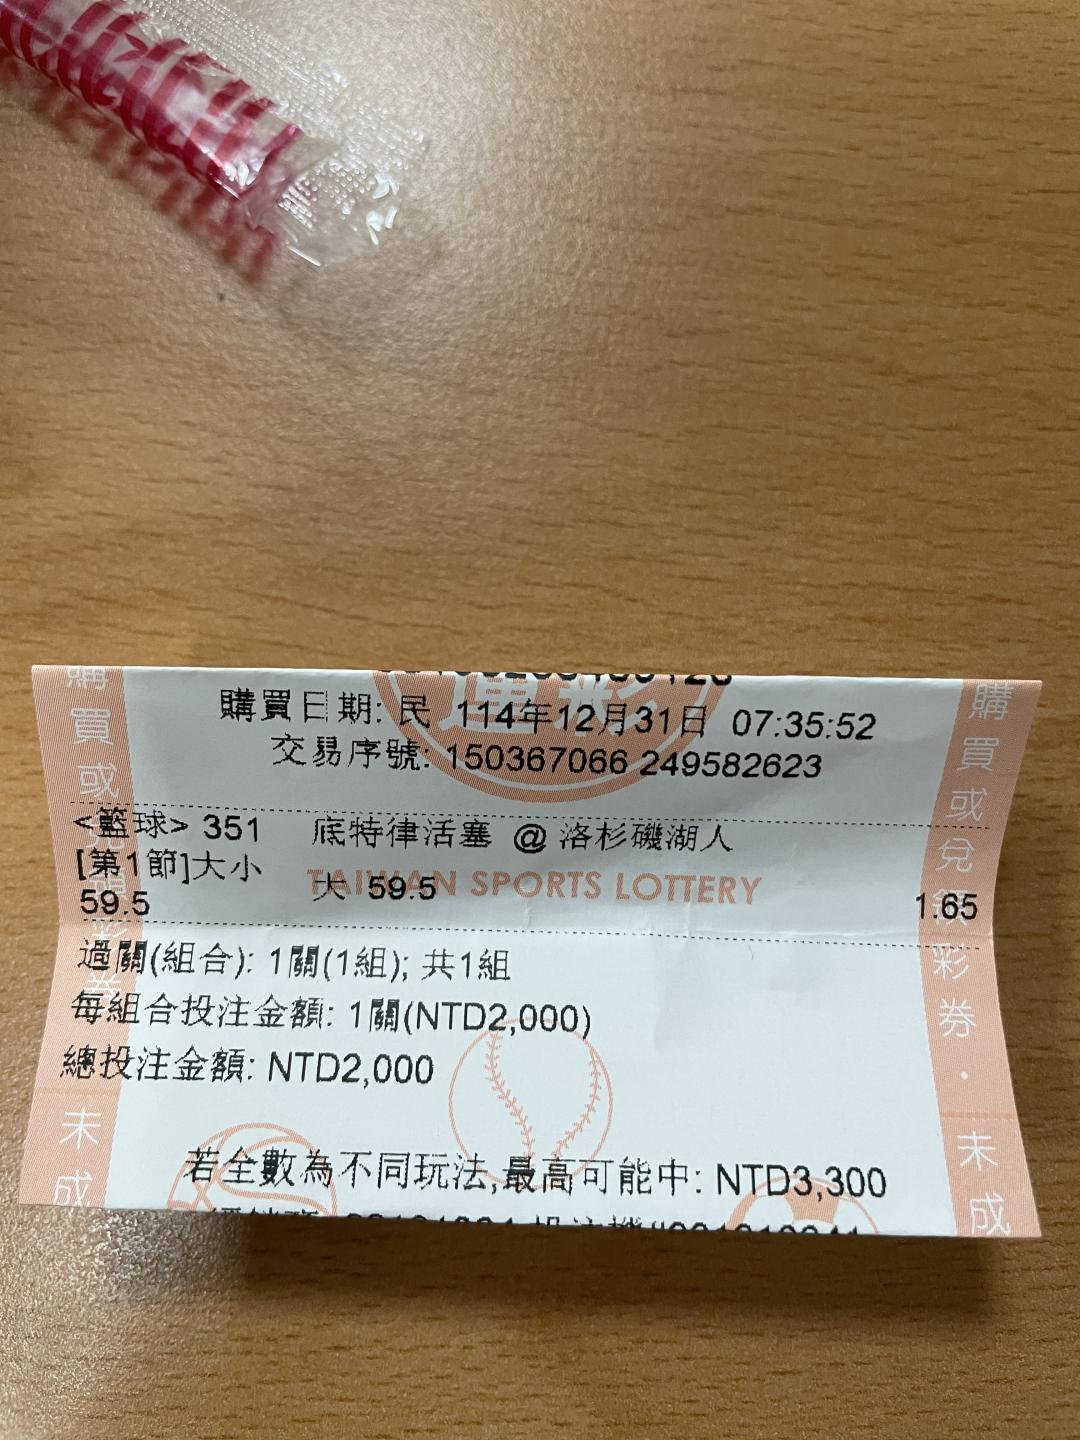 購買日期: 民 114年12月31日 07:35:52
交易序號: 150367066 249582623
<籃球> 351 底特律活塞 @ 洛杉磯湖人
[第1節]大小
59.5 大 59.5 1.65
TAIWAN SPORTS LOTTERY
過關(組合): 1關(1組); 共1組
每組合投注金額: 1關(NTD2,000)
總投注金額: NTD2,000
若全數為不同玩法,最高可能中: NTD3,300
購買或兌領彩券・未成